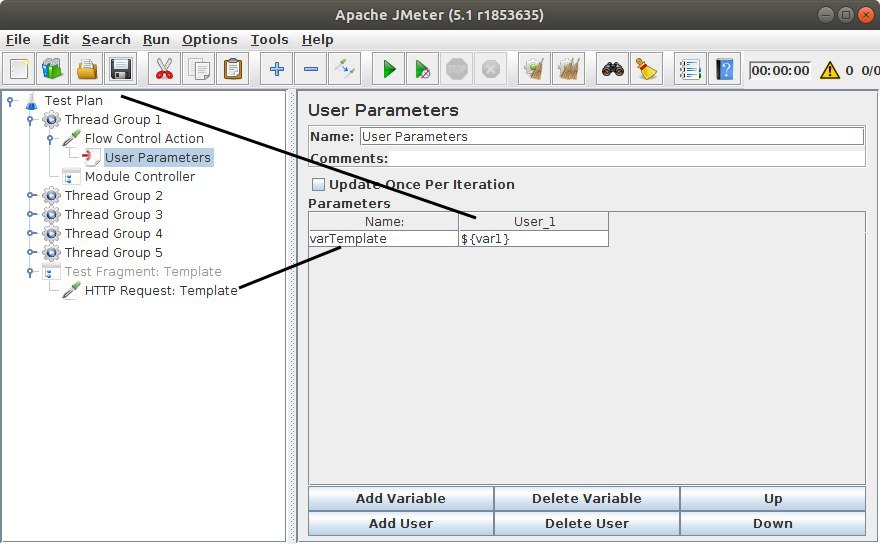 Apache JMeter (5.1 r1853635)
File Edit Search Run Options Tools Help
00:00:00 0 0/0
Test Plan
Thread Group 1
Flow Control Action
User Parameters
Module Controller
Thread Group 2
Thread Group 3
Thread Group 4
Thread Group 5
Test Fragment: Template
HTTP Request: Template
User Parameters
Name: User Parameters
Comments:
Update Once Per Iteration
Parameters
Name: User_1
varTemplate ${var1}
Add Variable Delete Variable Up
Add User Delete User Down